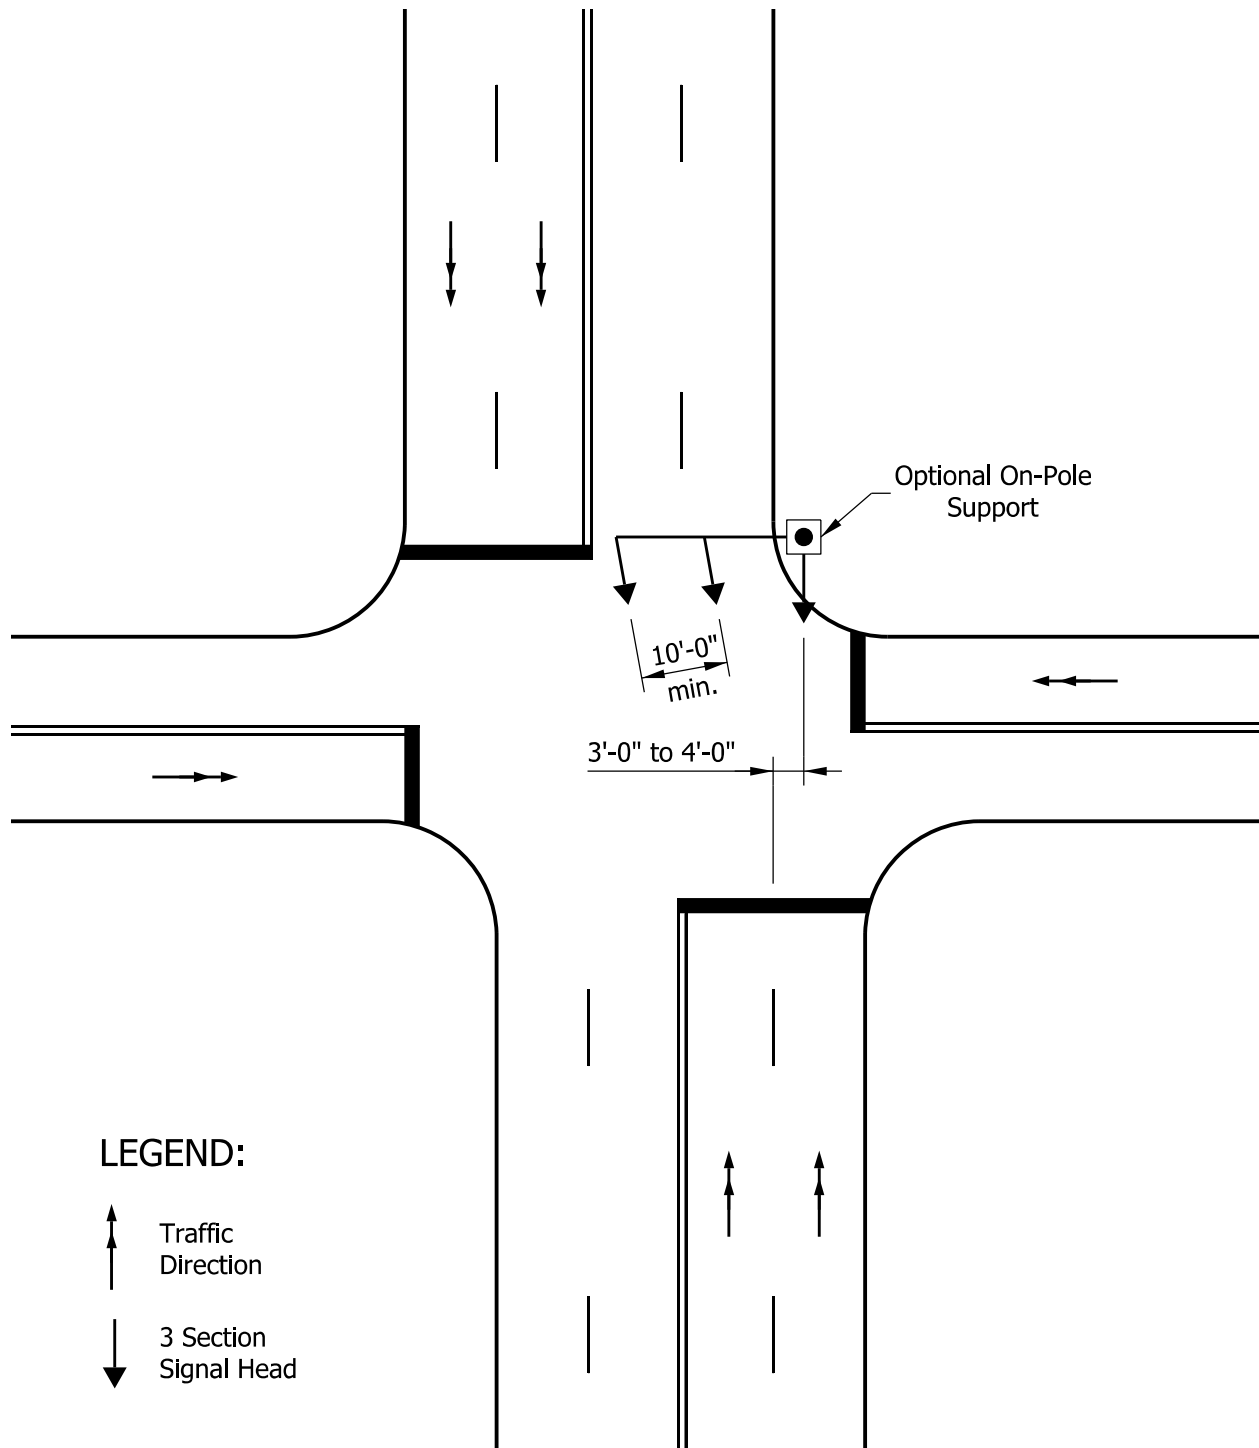 Optional On-Pole
Support
10'-0"
min.
3'-0" to 4'-0"
LEGEND:
Traffic
Direction
3 Section
Signal Head